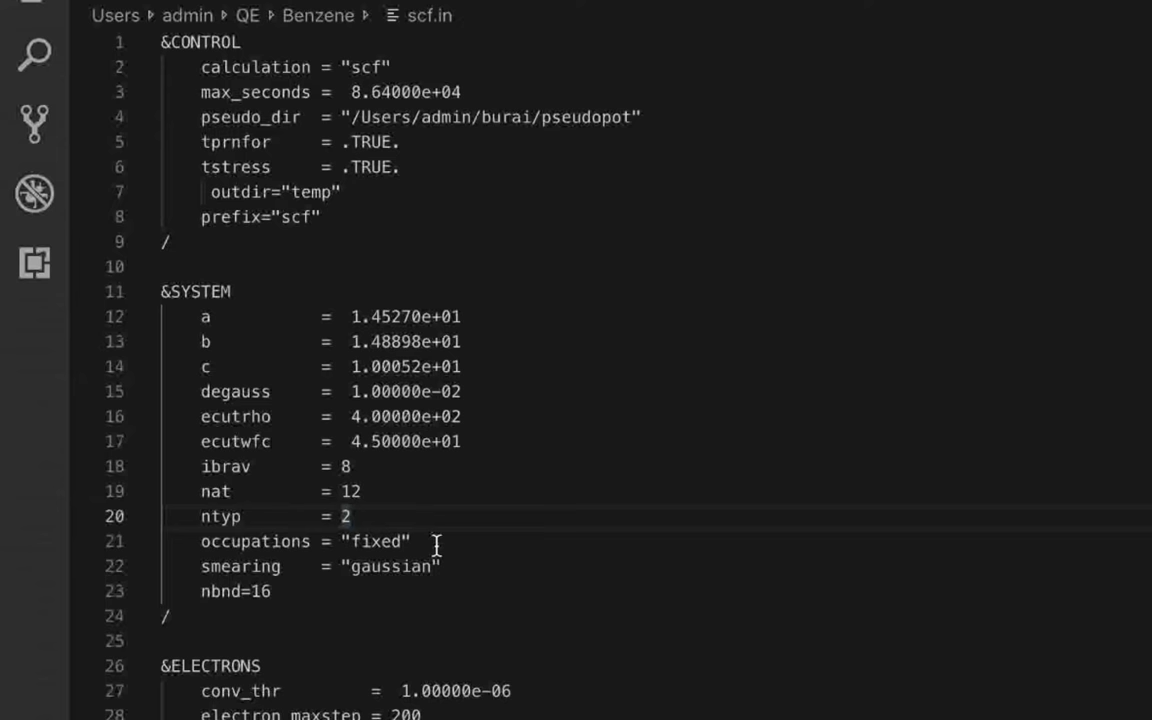 Users › admin › QE › Benzene › scf.in
1 &CONTROL
2 calculation = "scf"
3 max_seconds = 8.64000e+04
4 pseudo_dir = "/Users/admin/burai/pseudopot"
5 tprnfor = .TRUE.
6 tstress = .TRUE.
7 outdir="temp"
8 prefix="scf"
9 /
10
11 &SYSTEM
12 a = 1.45270e+01
13 b = 1.48898e+01
14 c = 1.00052e+01
15 degauss = 1.00000e-02
16 ecutrho = 4.00000e+02
17 ecutwfc = 4.50000e+01
18 ibrav = 8
19 nat = 12
20 ntyp = 2
21 occupations = "fixed"
22 smearing = "gaussian"
23 nbnd=16
24 /
25
26 &ELECTRONS
27 conv_thr = 1.00000e-06
28 electron_maxstep = 200